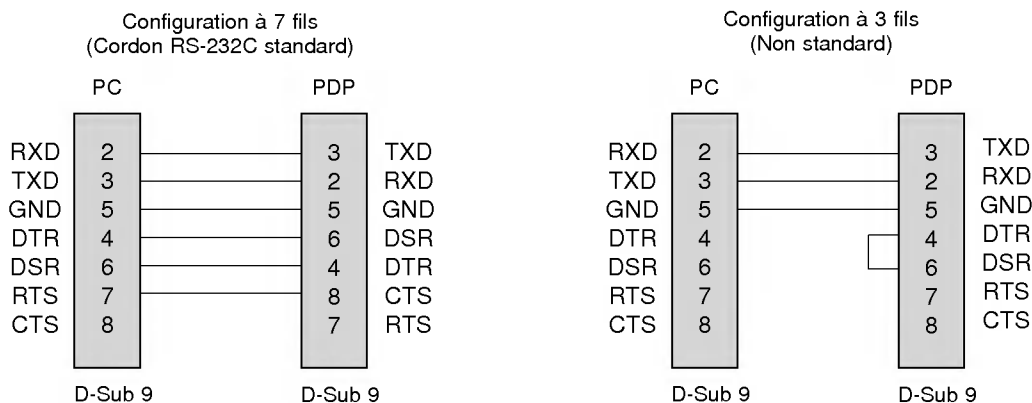 Configuration à 7 fils
(Cordon RS-232C standard)
PC PDP
RXD 2 3 TXD
TXD 3 2 RXD
GND 5 5 GND
DTR 4 6 DSR
DSR 6 4 DTR
RTS 7 8 CTS
CTS 8 7 RTS
D-Sub 9 D-Sub 9
Configuration à 3 fils
(Non standard)
PC PDP
RXD 2 3 TXD
TXD 3 2 RXD
GND 5 5 GND
DTR 4 4 DTR
DSR 6 6 DSR
RTS 7 7 RTS
CTS 8 8 CTS
D-Sub 9 D-Sub 9